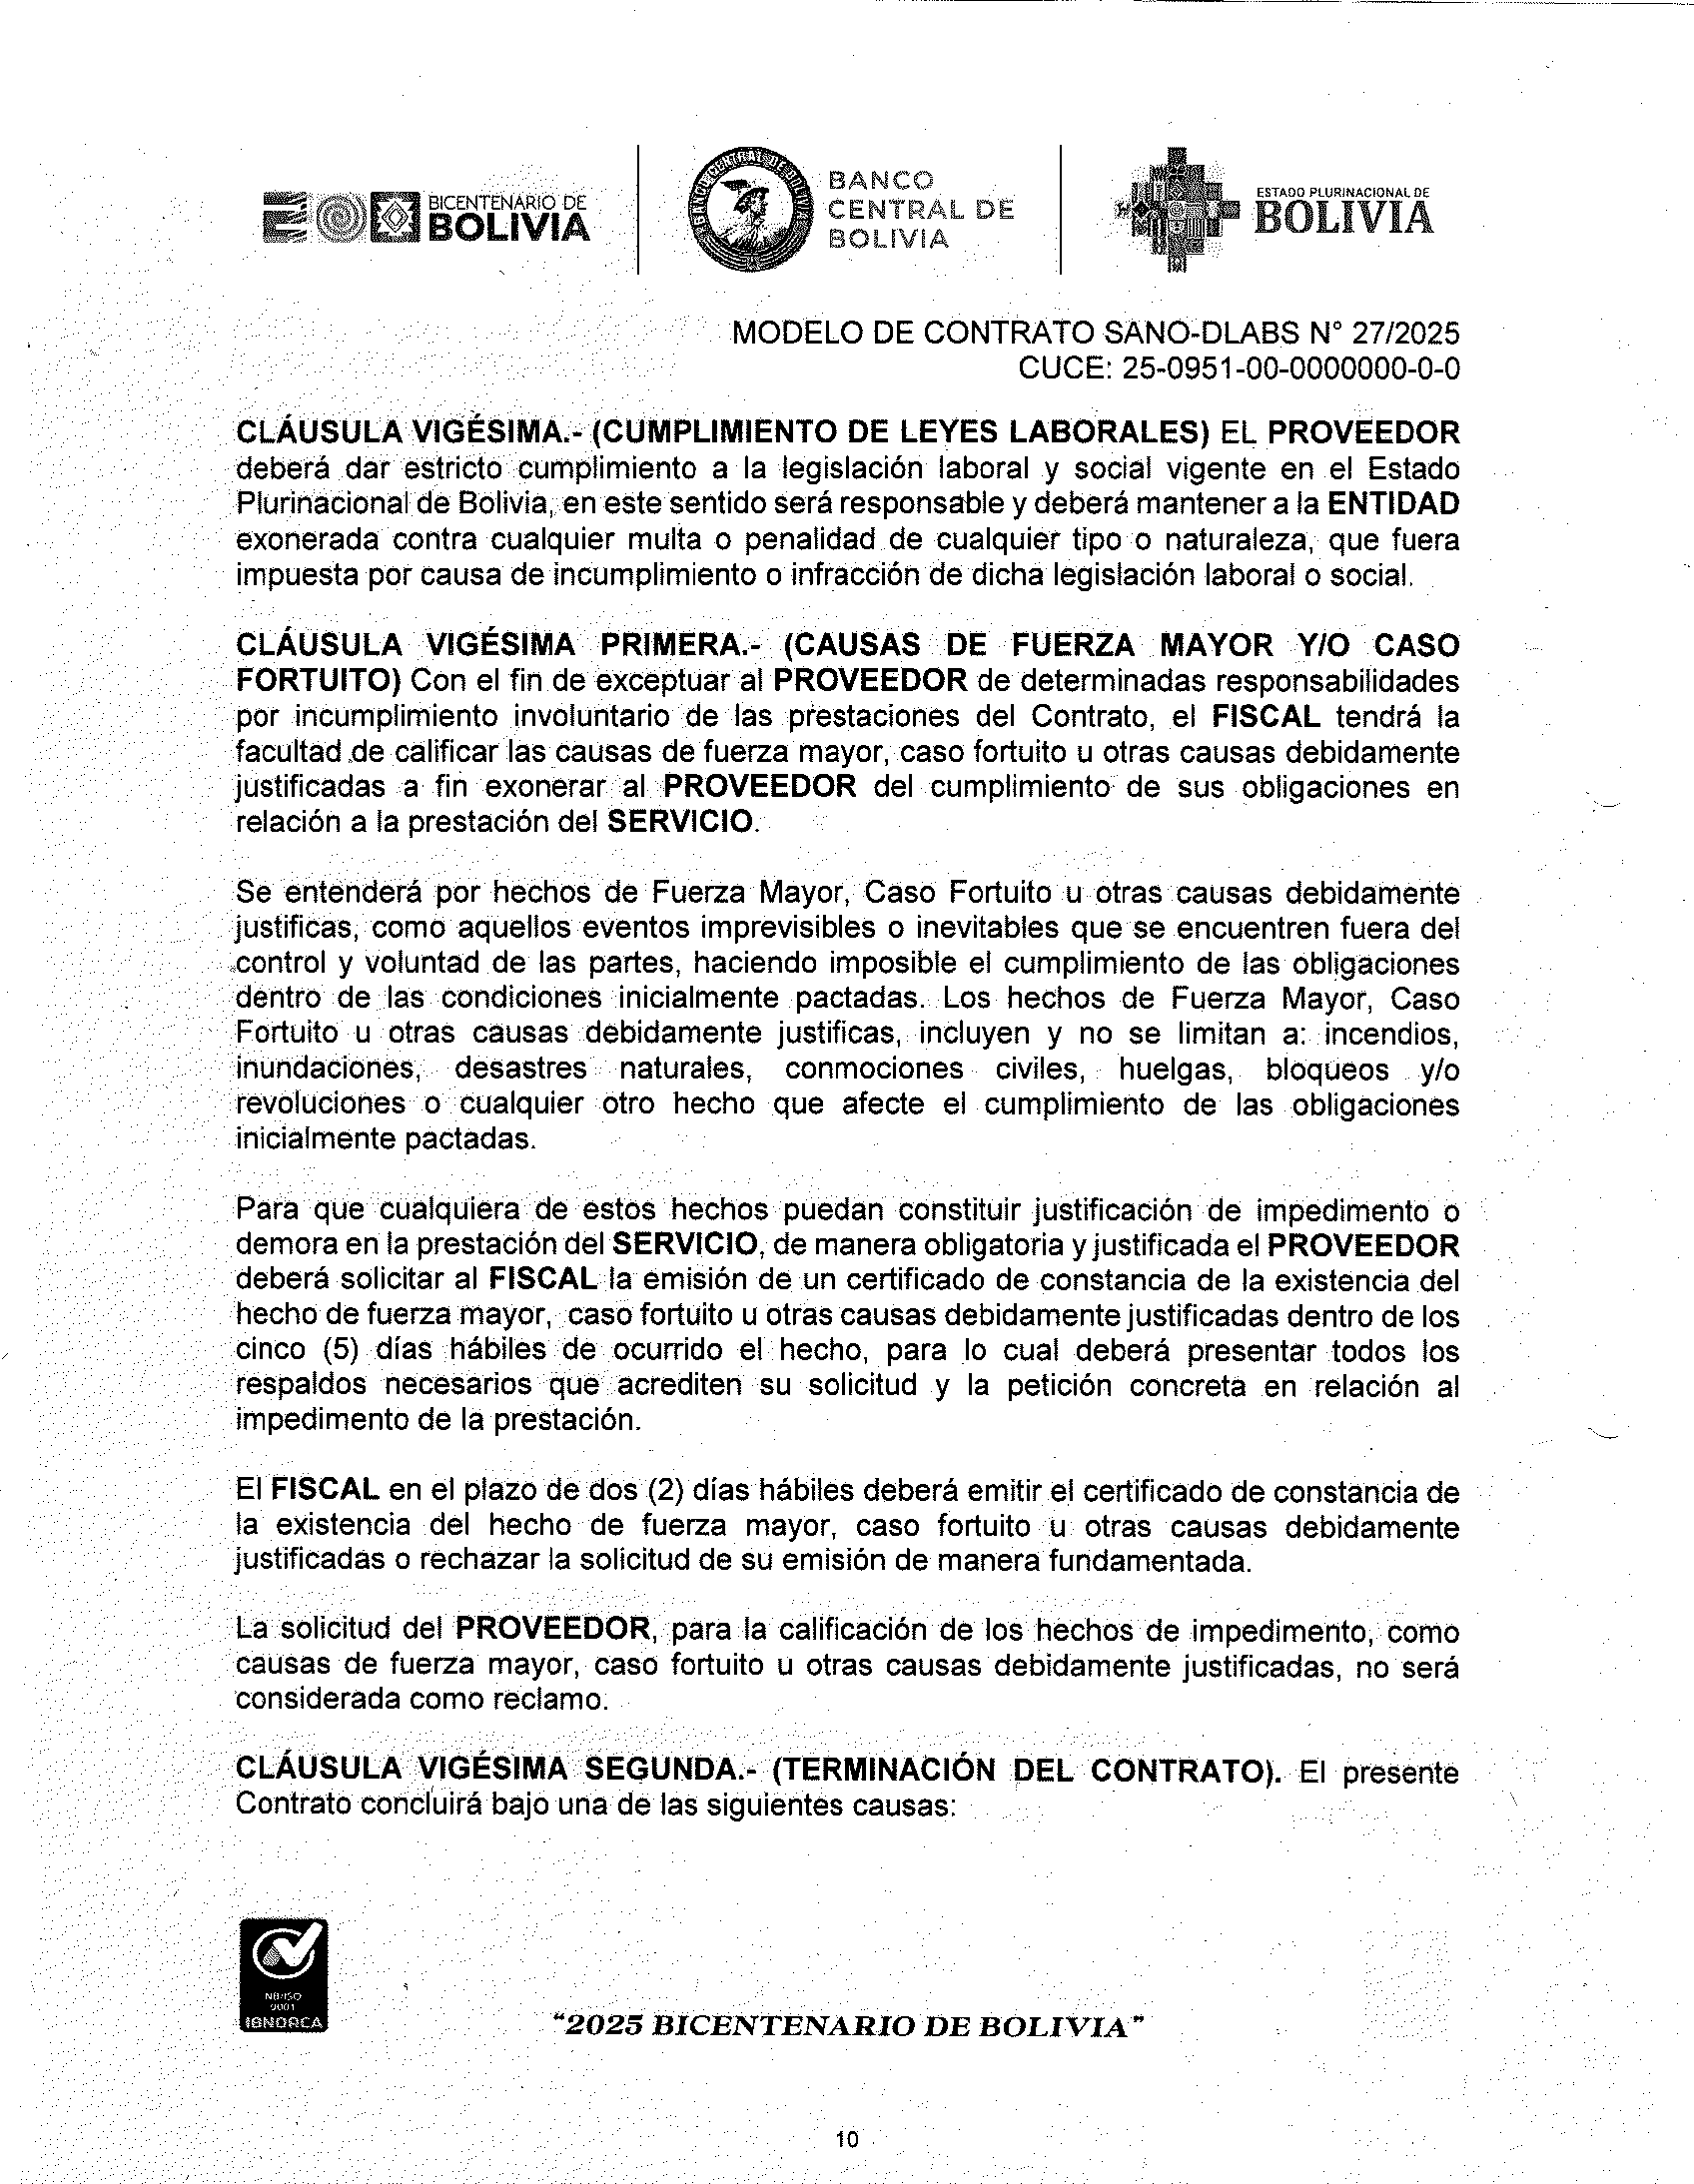 BICENTENARIO DE
BOLIVIA
BANCO CENTRAL DE BOLIVIA
BANCO
CENTRAL DE
BOLIVIA
ESTADO PLURINACIONAL DE
BOLIVIA
MODELO DE CONTRATO SANO-DLABS N° 27/2025
CUCE: 25-0951-00-0000000-0-0
CLÁUSULA VIGÉSIMA.- (CUMPLIMIENTO DE LEYES LABORALES) EL PROVEEDOR
deberá dar estricto cumplimiento a la legislación laboral y social vigente en el Estado
Plurinacional de Bolivia, en este sentido será responsable y deberá mantener a la ENTIDAD
exonerada contra cualquier multa o penalidad de cualquier tipo o naturaleza, que fuera
impuesta por causa de incumplimiento o infracción de dicha legislación laboral o social.
CLÁUSULA VIGÉSIMA PRIMERA.- (CAUSAS DE FUERZA MAYOR Y/O CASO
FORTUITO) Con el fin de exceptuar al PROVEEDOR de determinadas responsabilidades
por incumplimiento involuntario de las prestaciones del Contrato, el FISCAL tendrá la
facultad de calificar las causas de fuerza mayor, caso fortuito u otras causas debidamente
justificadas a fin exonerar al PROVEEDOR del cumplimiento de sus obligaciones en
relación a la prestación del SERVICIO.
Se entenderá por hechos de Fuerza Mayor, Caso Fortuito u otras causas debidamente
justificas, como aquellos eventos imprevisibles o inevitables que se encuentren fuera del
control y voluntad de las partes, haciendo imposible el cumplimiento de las obligaciones
dentro de las condiciones inicialmente pactadas. Los hechos de Fuerza Mayor, Caso
Fortuito u otras causas debidamente justificas, incluyen y no se limitan a: incendios,
inundaciones, desastres naturales, conmociones civiles, huelgas, bloqueos y/o
revoluciones o cualquier otro hecho que afecte el cumplimiento de las obligaciones
inicialmente pactadas.
Para que cualquiera de estos hechos puedan constituir justificación de impedimento o
demora en la prestación del SERVICIO, de manera obligatoria y justificada el PROVEEDOR
deberá solicitar al FISCAL la emisión de un certificado de constancia de la existencia del
hecho de fuerza mayor, caso fortuito u otras causas debidamente justificadas dentro de los
cinco (5) días hábiles de ocurrido el hecho, para lo cual deberá presentar todos los
respaldos necesarios que acrediten su solicitud y la petición concreta en relación al
impedimento de la prestación.
El FISCAL en el plazo de dos (2) días hábiles deberá emitir el certificado de constancia de
la existencia del hecho de fuerza mayor, caso fortuito u otras causas debidamente
justificadas o rechazar la solicitud de su emisión de manera fundamentada.
La solicitud del PROVEEDOR, para la calificación de los hechos de impedimento, como
causas de fuerza mayor, caso fortuito u otras causas debidamente justificadas, no será
considerada como reclamo.
CLÁUSULA VIGÉSIMA SEGUNDA.- (TERMINACIÓN DEL CONTRATO). El presente
Contrato concluirá bajo una de las siguientes causas:
NB/ISO
9001
IBNORCA
“2025 BICENTENARIO DE BOLIVIA”
10